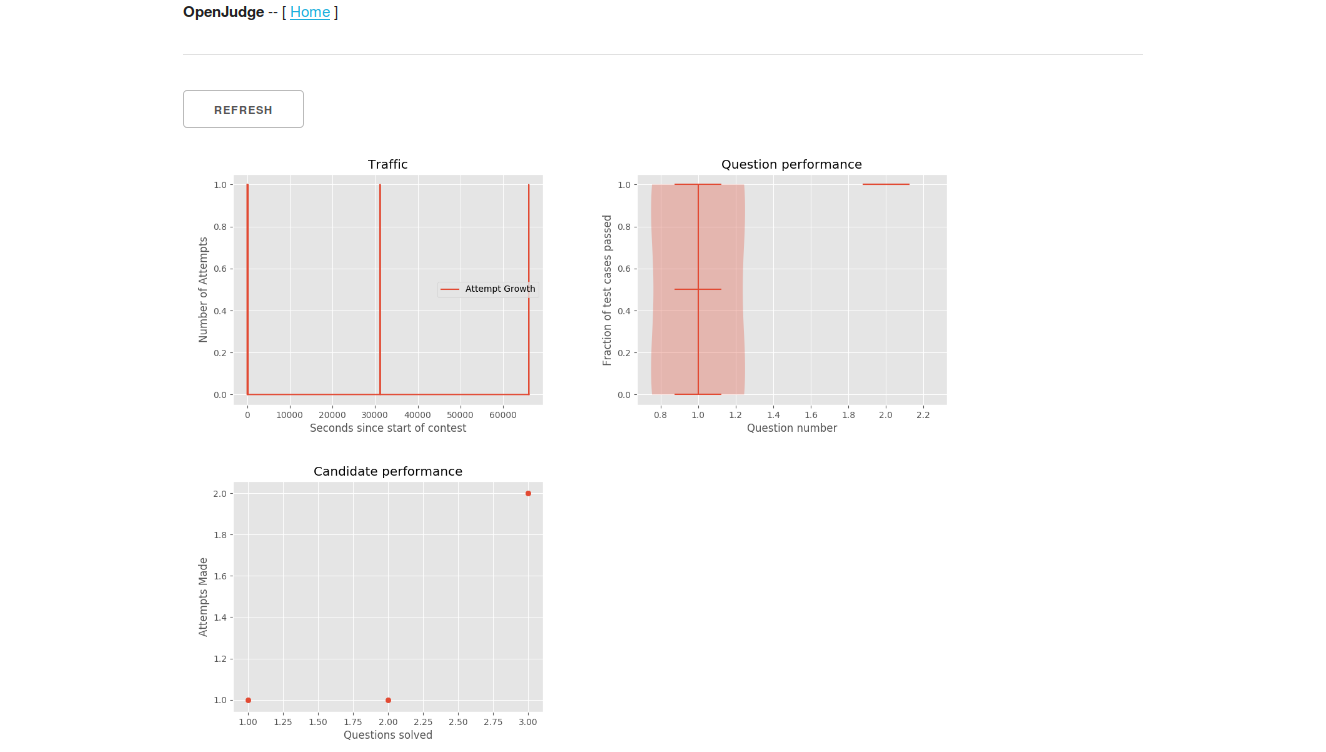 OpenJudge -- [ Home ]
REFRESH
Traffic
Number of Attempts
1.0
0.8
0.6
0.4
0.2
0.0
Attempt Growth
0 10000 20000 30000 40000 50000 60000
Seconds since start of contest
Question performance
Fraction of test cases passed
1.0
0.8
0.6
0.4
0.2
0.0
0.8 1.0 1.2 1.4 1.6 1.8 2.0 2.2
Question number
Candidate performance
Attempts Made
2.0
1.8
1.6
1.4
1.2
1.0
1.00 1.25 1.50 1.75 2.00 2.25 2.50 2.75 3.00
Questions solved